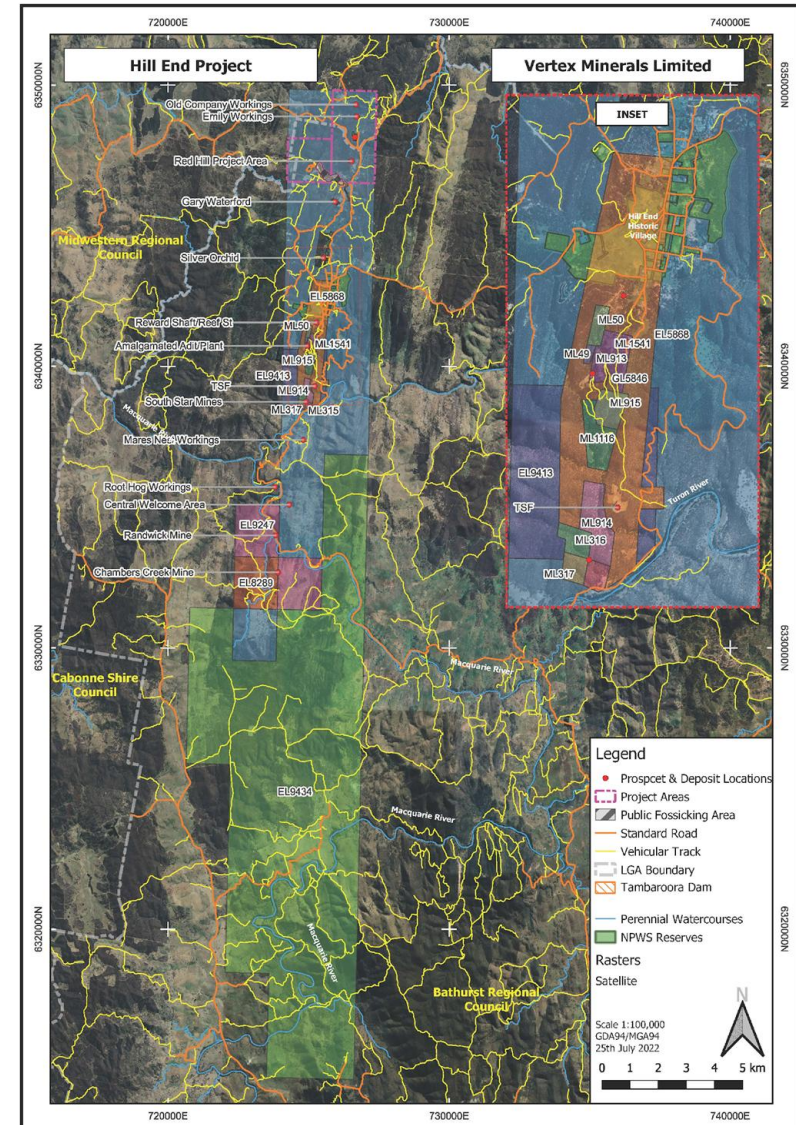 720000E
730000E
740000E
Hill End Project
Vertex Minerals Limited
6350000N
6350000N
Old Company Workings
Emily Workings
Red Hill Project Area
Gary Waterford
Midwestern Regional
Council
Silver Orchid
EL5868
Reward Shaft/Reef St
ML50
Amalgamated Adit/Plant
ML1541
ML915
6340000N
6340000N
EL9413
TSF
ML914
South Star Mines
ML317
ML315
Mares Nest Workings
Root Hog Workings
Central Welcome Area
EL9247
Randwick Mine
Chambers Creek Mine
EL8289
6330000N
6330000N
Macquarie River
Cabonne Shire
Council
EL9434
Macquarie River
6320000N
6320000N
Macquarie River
Bathurst Regional
Council
INSET
Hill End
Historic
Village
ML50
EL5868
ML1541
ML49
ML913
GL5846
ML915
ML1116
EL9413
Turon River
TSF
ML914
ML316
ML317
Legend
Prospcet & Deposit Locations
Project Areas
Public Fossicking Area
Standard Road
Vehicular Track
LGA Boundary
Tambaroora Dam
Perennial Watercourses
NPWS Reserves
Rasters
Satellite
N
Scale 1:100,000
GDA94/MGA94
25th July 2022
0 1 2 3 4 5 km
720000E
730000E
740000E